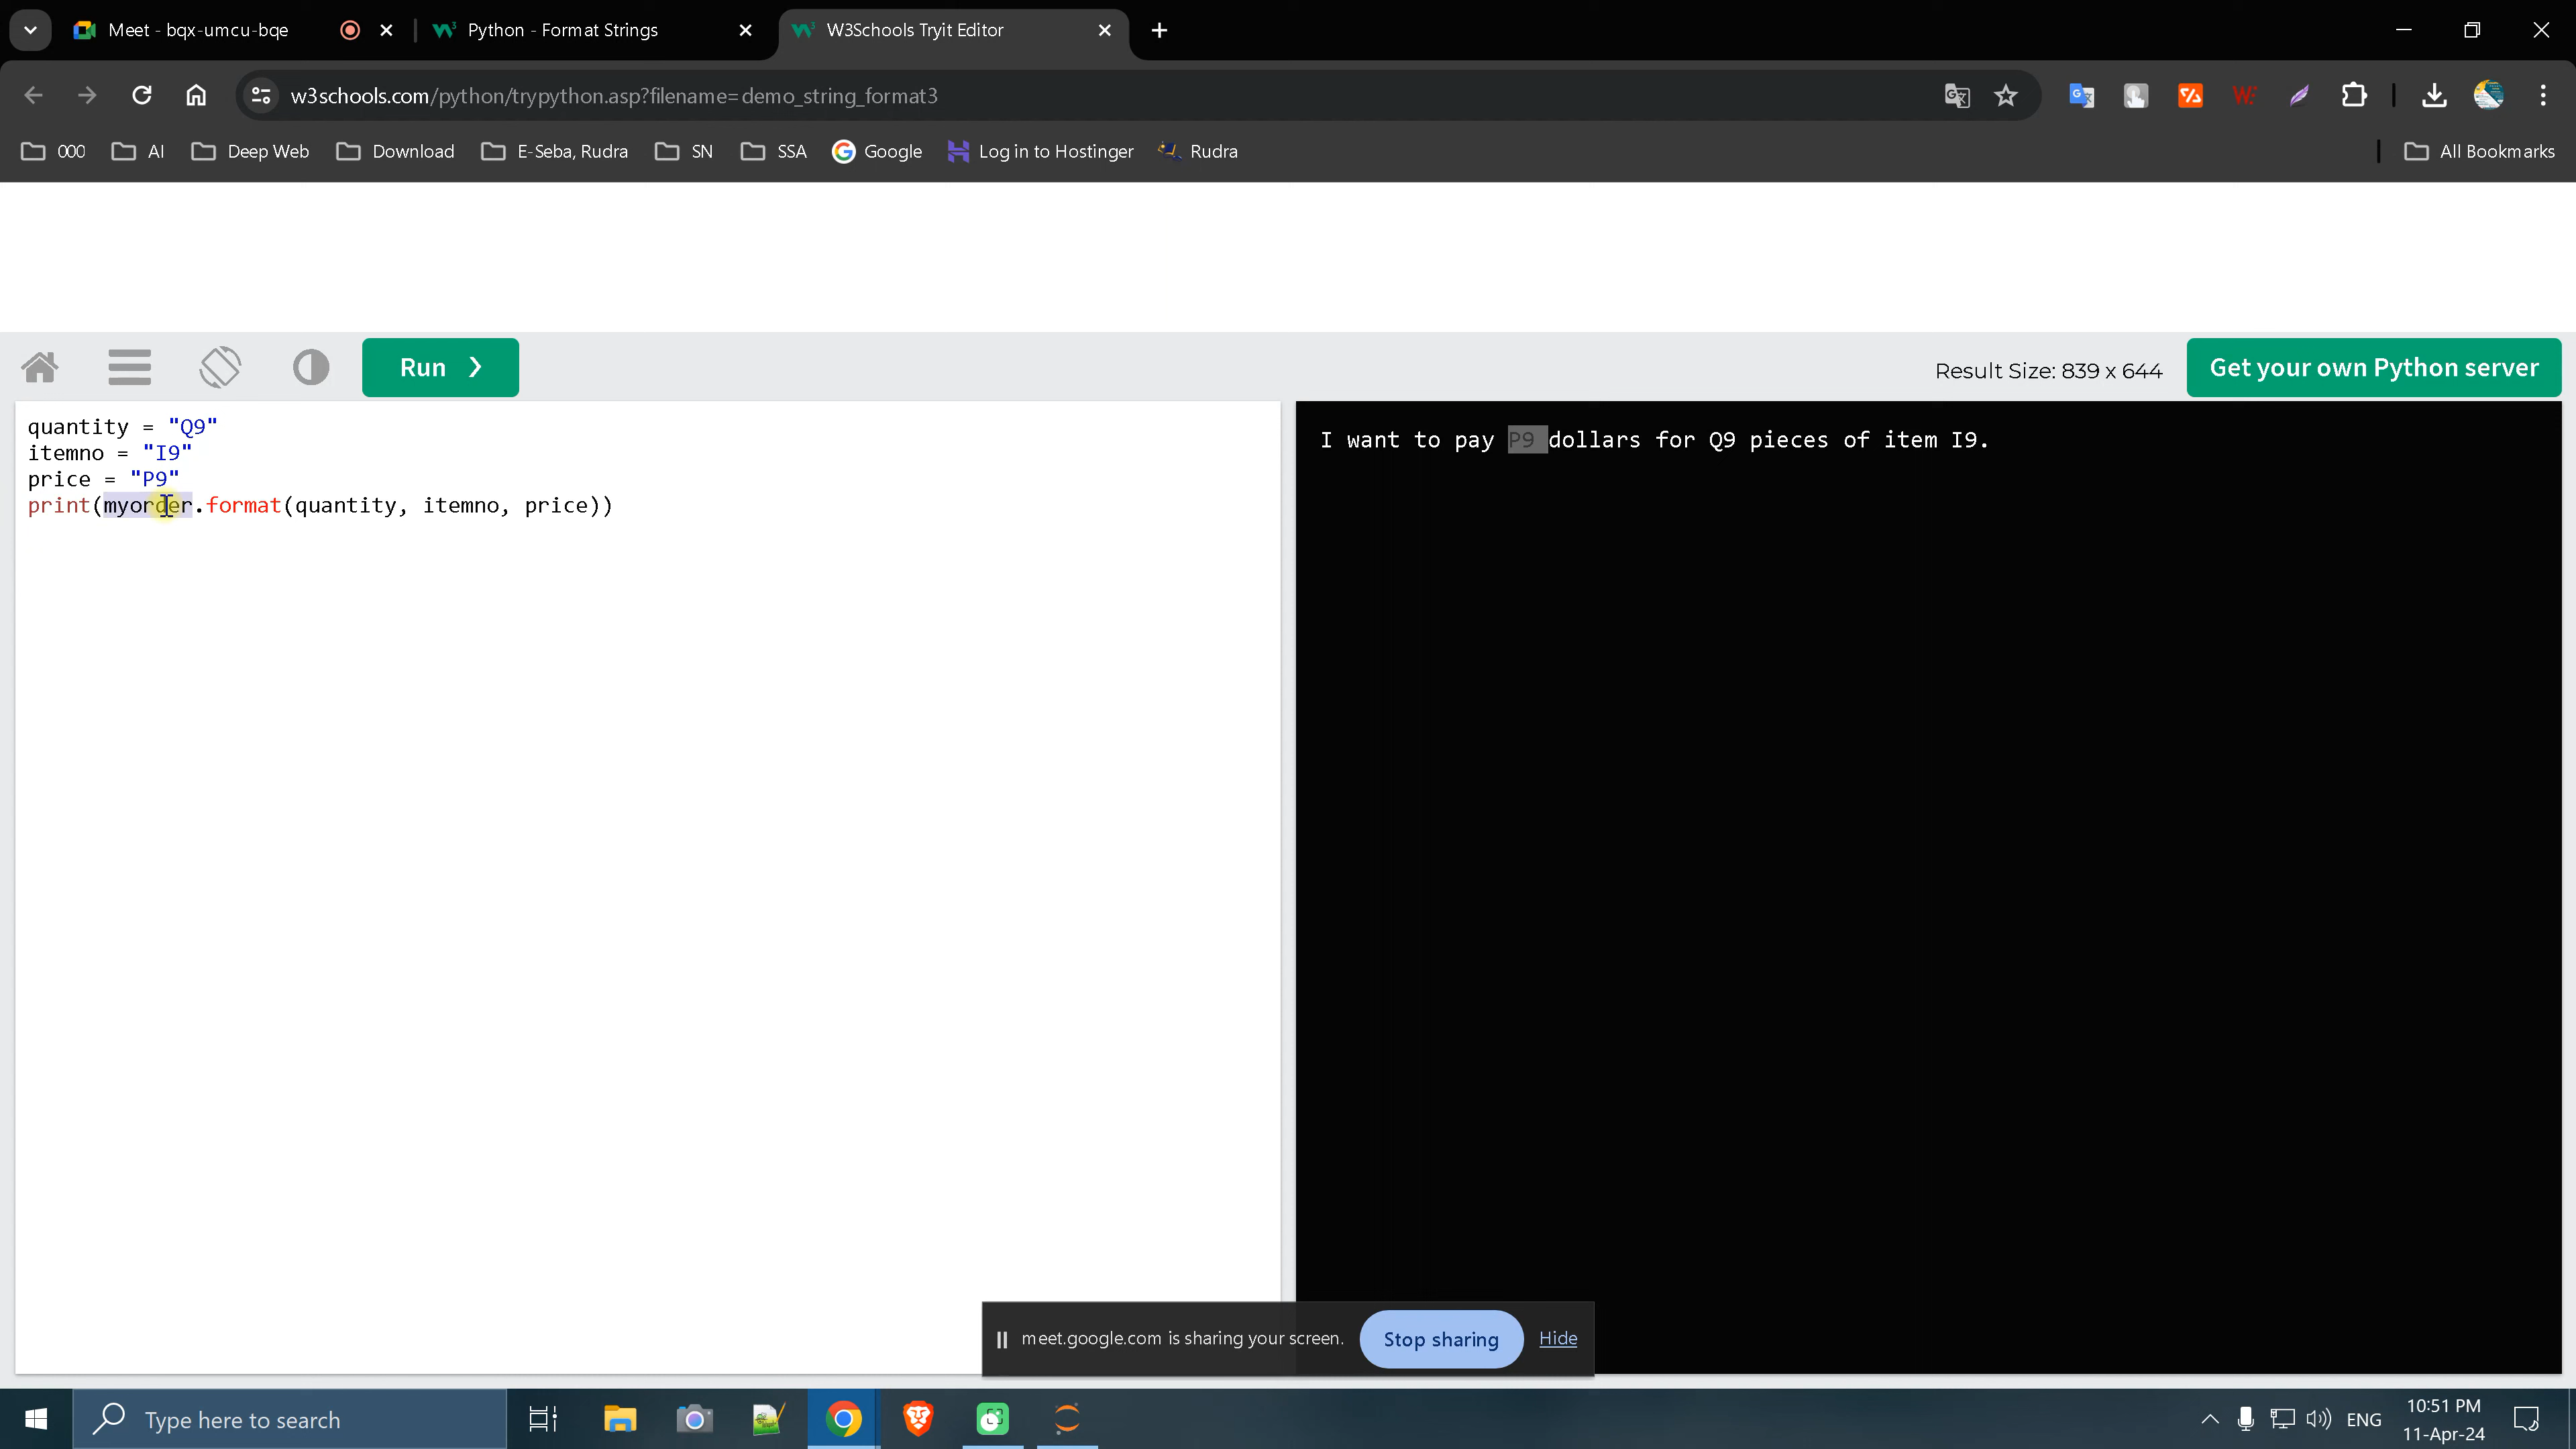 Meet - bqx-umcu-bqe
Python - Format Strings
W3Schools Tryit Editor
w3schools.com/python/trypython.asp?filename=demo_string_format3
000
AI
Deep Web
Download
E-Seba, Rudra
SN
SSA
Google
Log in to Hostinger
Rudra
All Bookmarks
Run ❯
Result Size: 839 x 644
Get your own Python server
quantity = "Q9"
itemno = "I9"
price = "P9"
print(myorder.format(quantity, itemno, price))
I want to pay P9 dollars for Q9 pieces of item I9.
meet.google.com is sharing your screen.
Stop sharing
Hide
Type here to search
ENG
10:51 PM
11-Apr-24